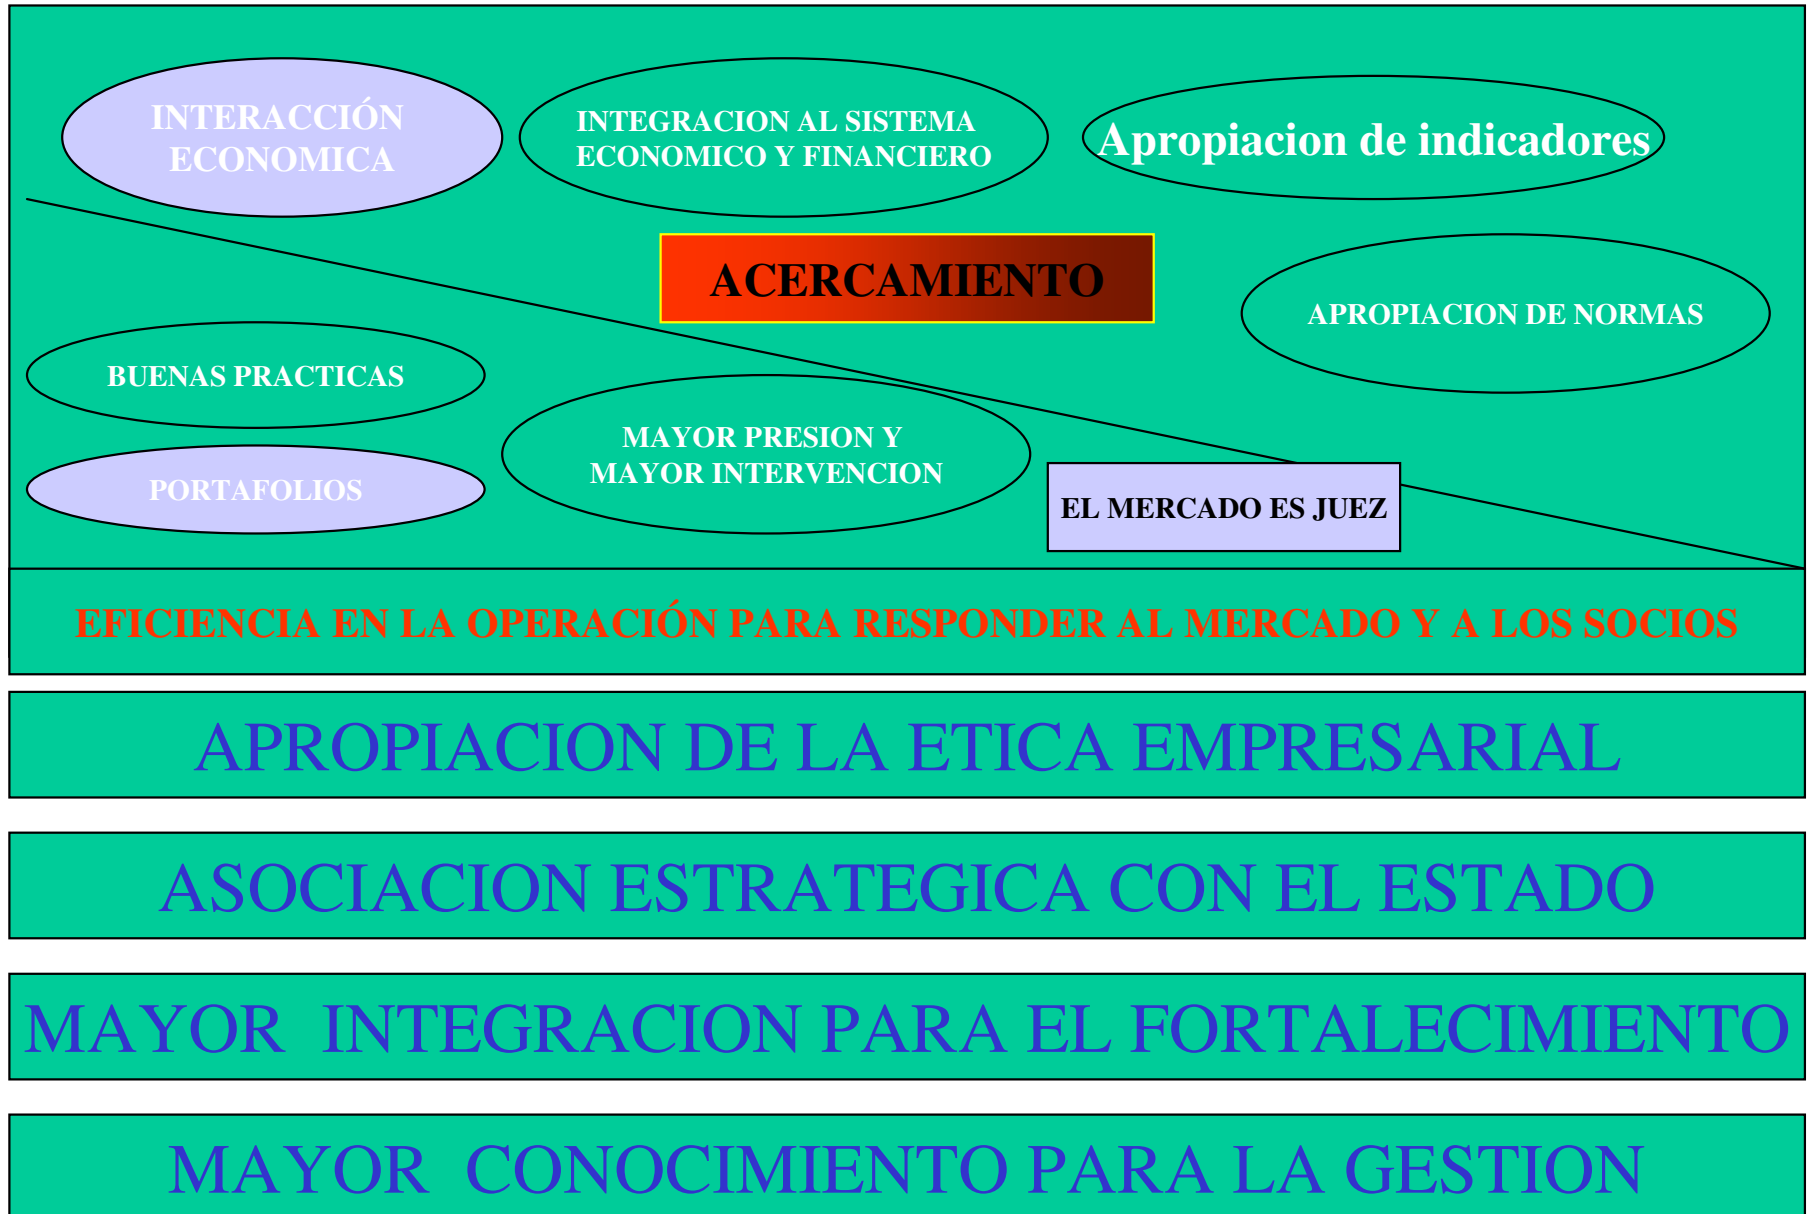 INTERACCIÓN
ECONOMICA
INTEGRACION AL SISTEMA
ECONOMICO Y FINANCIERO
Apropiacion de indicadores
ACERCAMIENTO
APROPIACION DE NORMAS
BUENAS PRACTICAS
MAYOR PRESION Y
MAYOR INTERVENCION
PORTAFOLIOS
EL MERCADO ES JUEZ
EFICIENCIA EN LA OPERACIÓN PARA RESPONDER AL MERCADO Y A LOS SOCIOS
APROPIACION DE LA ETICA EMPRESARIAL
ASOCIACION ESTRATEGICA CON EL ESTADO
MAYOR  INTEGRACION PARA EL FORTALECIMIENTO
MAYOR  CONOCIMIENTO PARA LA GESTION